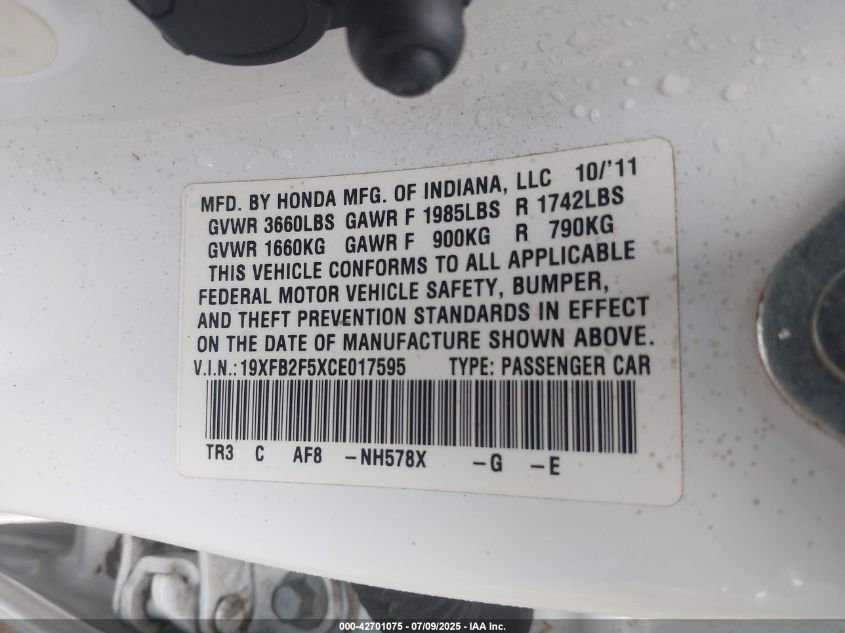 MFD. BY HONDA MFG. OF INDIANA, LLC 10/'11
GVWR 3660LBS GAWR F 1985LBS R 1742LBS
GVWR 1660KG GAWR F 900KG R 790KG
THIS VEHICLE CONFORMS TO ALL APPLICABLE
FEDERAL MOTOR VEHICLE SAFETY, BUMPER,
AND THEFT PREVENTION STANDARDS IN EFFECT
ON THE DATE OF MANUFACTURE SHOWN ABOVE.
V.I.N.:19XFB2F5XCE017595 TYPE: PASSENGER CAR
TR3 C AF8 -NH578X -G -E
000-42701075 - 07/09/2025 - IAA Inc.